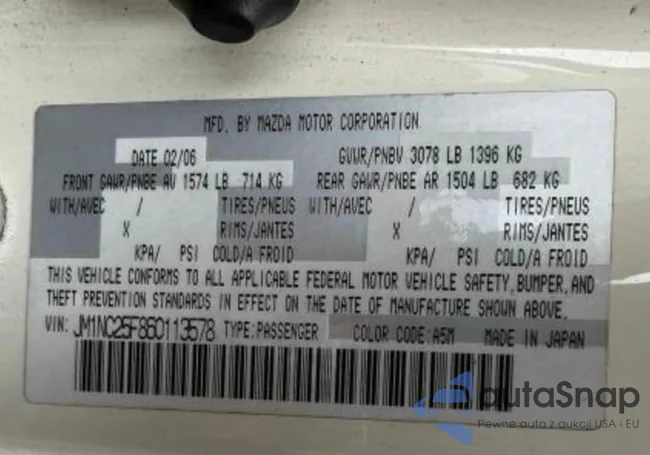 MFD. BY MAZDA MOTOR CORPORATION
DATE 02/06 GVWR/PNBV 3078 LB 1396 KG
FRONT GAWR/PNBE AV 1574 LB 714 KG REAR GAWR/PNBE AR 1504 LB 682 KG
WITH/AVEC / TIRES/PNEUS WITH/AVEC / TIRES/PNEUS
X RIMS/JANTES X RIMS/JANTES
KPA/ PSI COLD/A FROID KPA/ PSI COLD/A FROID
THIS VEHICLE CONFORMS TO ALL APPLICABLE FEDERAL MOTOR VEHICLE SAFETY, BUMPER, AND
THEFT PREVENTION STANDARDS IN EFFECT ON THE DATE OF MANUFACTURE SHOWN ABOVE.
VIN: JM1NC25F860113578 TYPE:PASSENGER COLOR CODE:A5M MADE IN JAPAN
autaSnap
Pewne auto z aukcji USA i EU